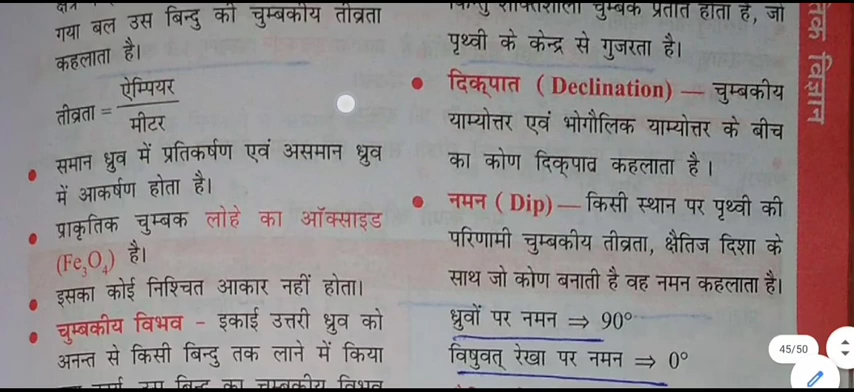 गया बल उस बिन्दु की चुम्बकीय तीव्रता
कहलाता है।
तीव्रता = ऐम्पियर / मीटर
समान ध्रुव में प्रतिकर्षण एवं असमान ध्रुव
में आकर्षण होता है।
प्राकृतिक चुम्बक लोहे का ऑक्साइड
(Fe₃O₄) है।
इसका कोई निश्चित आकार नहीं होता।
चुम्बकीय विभव - इकाई उत्तरी ध्रुव को
अनन्त से किसी बिन्दु तक लाने में किया
शक्तिशाली चुम्बक प्रतीत होता है, जो
पृथ्वी के केन्द्र से गुजरता है।
दिक्पात (Declination) — चुम्बकीय
याम्योत्तर एवं भौगोलिक याम्योत्तर के बीच
का कोण दिक्पात कहलाता है।
नमन (Dip) — किसी स्थान पर पृथ्वी की
परिणामी चुम्बकीय तीव्रता, क्षैतिज दिशा के
साथ जो कोण बनाती है वह नमन कहलाता है।
ध्रुवों पर नमन ⇒ 90°
विषुवत् रेखा पर नमन ⇒ 0°
विज्ञान
45/50